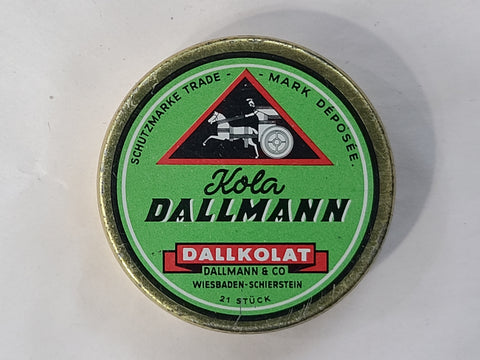 SCHUTZMARKE TRADE - MARK DÉPOSÉE.
Kola
DALLMANN
DALLKOLAT
DALLMANN & CO
WIESBADEN-SCHIERSTEIN
21 STÜCK